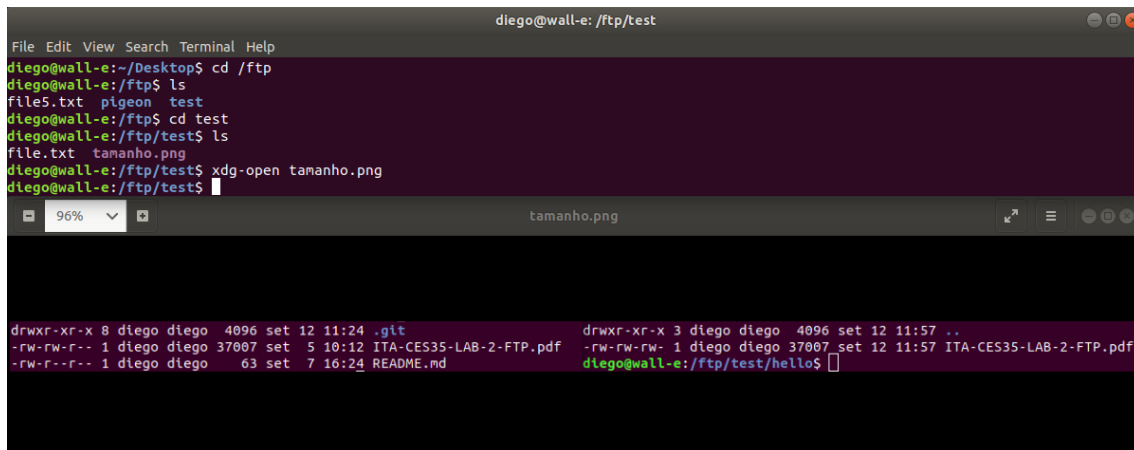 diego@wall-e: /ftp/test
File Edit View Search Terminal Help
diego@wall-e:~/Desktop$ cd /ftp
diego@wall-e:/ftp$ ls
file5.txt  pigeon  test
diego@wall-e:/ftp$ cd test
diego@wall-e:/ftp/test$ ls
file.txt  tamanho.png
diego@wall-e:/ftp/test$ xdg-open tamanho.png
diego@wall-e:/ftp/test$
96% tamanho.png
drwxr-xr-x 8 diego diego  4096 set 12 11:24 .git
-rw-rw-r-- 1 diego diego 37007 set  5 10:12 ITA-CES35-LAB-2-FTP.pdf
-rw-r--r-- 1 diego diego    63 set  7 16:24 README.md
drwxr-xr-x 3 diego diego  4096 set 12 11:57 ..
-rw-rw-rw- 1 diego diego 37007 set 12 11:57 ITA-CES35-LAB-2-FTP.pdf
diego@wall-e:/ftp/test/hello$